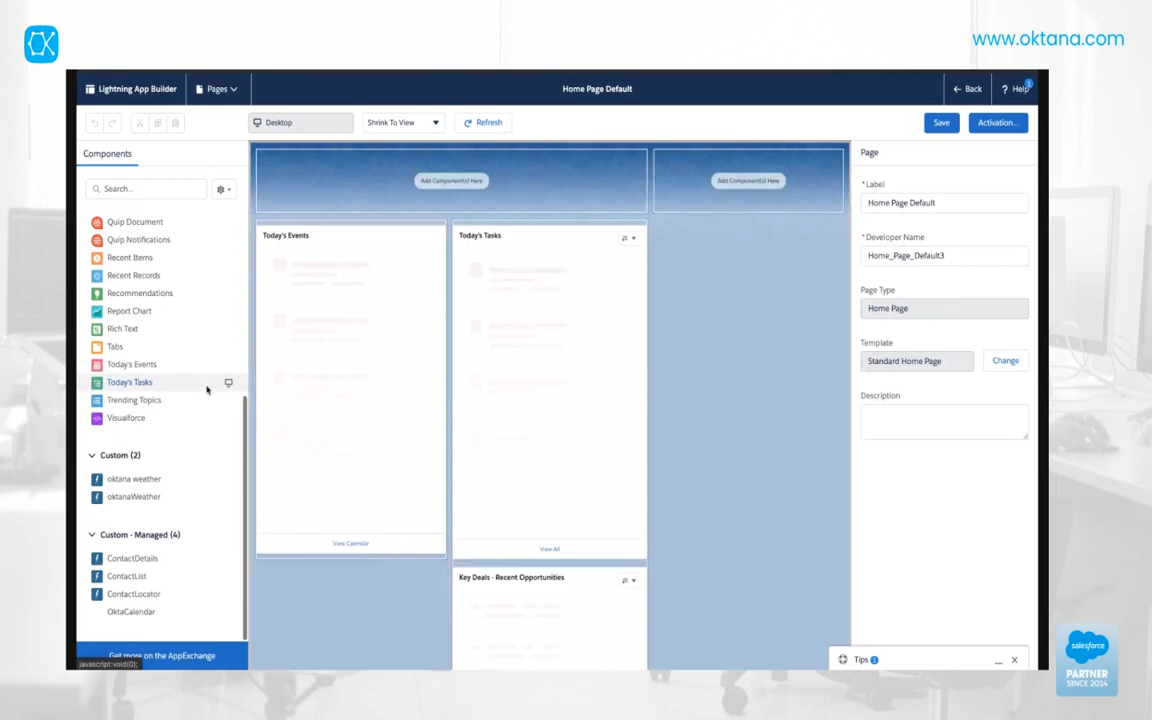 www.oktana.com
Lightning App Builder
Pages
Home Page Default
Back
? Help
1
Desktop
Shrink To View
Refresh
Save
Activation...
Components
Search...
Quip Document
Quip Notifications
Recent Items
Recent Records
Recommendations
Report Chart
Rich Text
Tabs
Today's Events
Today's Tasks
Trending Topics
Visualforce
Custom (2)
oktana weather
oktanaWeather
Custom - Managed (4)
ContactDetails
ContactList
ContactLocator
OktaCalendar
Get more on the AppExchange
javascript:void(0);
Add Component(s) Here
Add Component(s) Here
Today's Events
View Calendar
Today's Tasks
View All
Key Deals - Recent Opportunities
Page
*Label
Home Page Default
*Developer Name
Home_Page_Default3
Page Type
Home Page
Template
Standard Home Page
Change
Description
Tips 1
salesforce
PARTNER
SINCE 2014